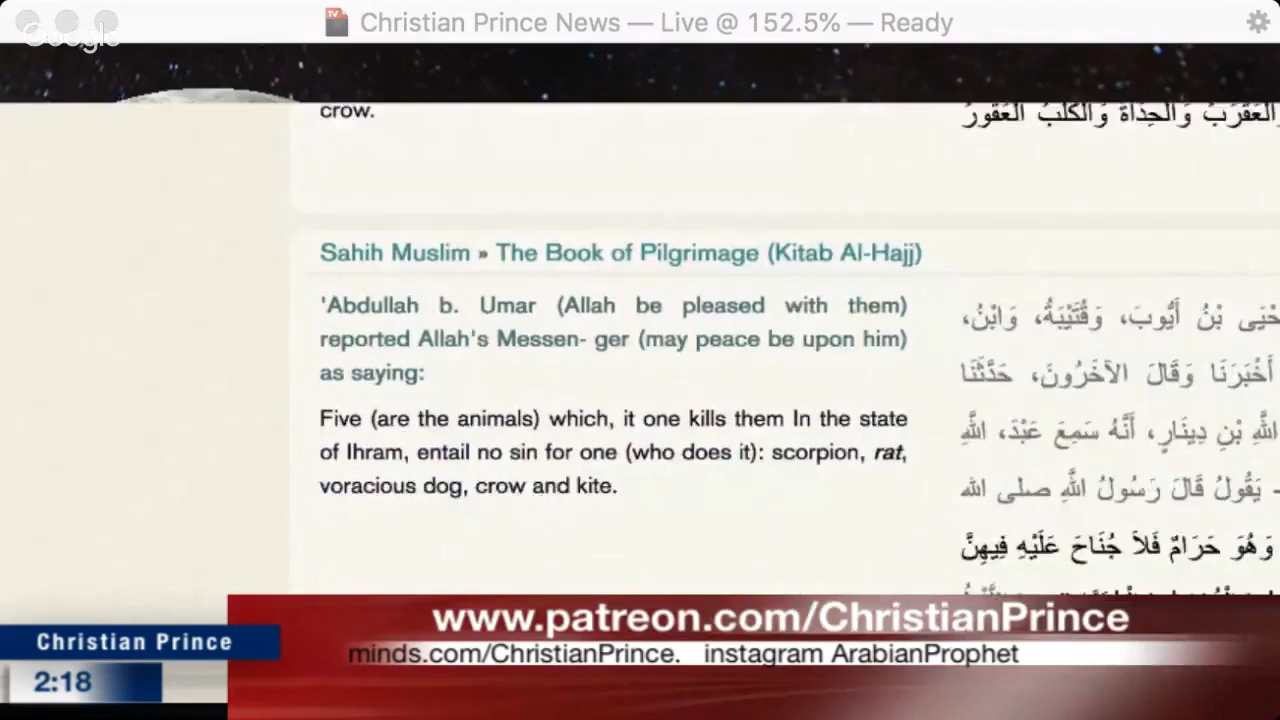 Christian Prince News — Live @ 152.5% — Ready
Google
crow.
العَقْرَبُ وَالْحِدَأَةُ وَالْكَلْبُ الْعَقُورُ
Sahih Muslim » The Book of Pilgrimage (Kitab Al-Hajj)
'Abdullah b. Umar (Allah be pleased with them)
reported Allah's Messen- ger (may peace be upon him)
as saying:
Five (are the animals) which, it one kills them In the state
of Ihram, entail no sin for one (who does it): scorpion, rat,
voracious dog, crow and kite.
بْنُ أَيُّوبَ، وَقُتَيْبَةُ، وَابْنُ،
أَخْبَرَنَا وَقَالَ الآخَرُونَ، حَدَّثَنَا
اللَّهِ بْنِ دِينَارٍ، أَنَّهُ سَمِعَ عَبْدَ، اللَّهِ
- يَقُولُ قَالَ رَسُولُ اللَّهِ صلى الله
وَهُوَ حَرَامٌ فَلاَ جُنَاحَ عَلَيْهِ فِيهِنَّ
www.patreon.com/ChristianPrince
minds.com/ChristianPrince. instagram ArabianProphet
Christian Prince
2:18